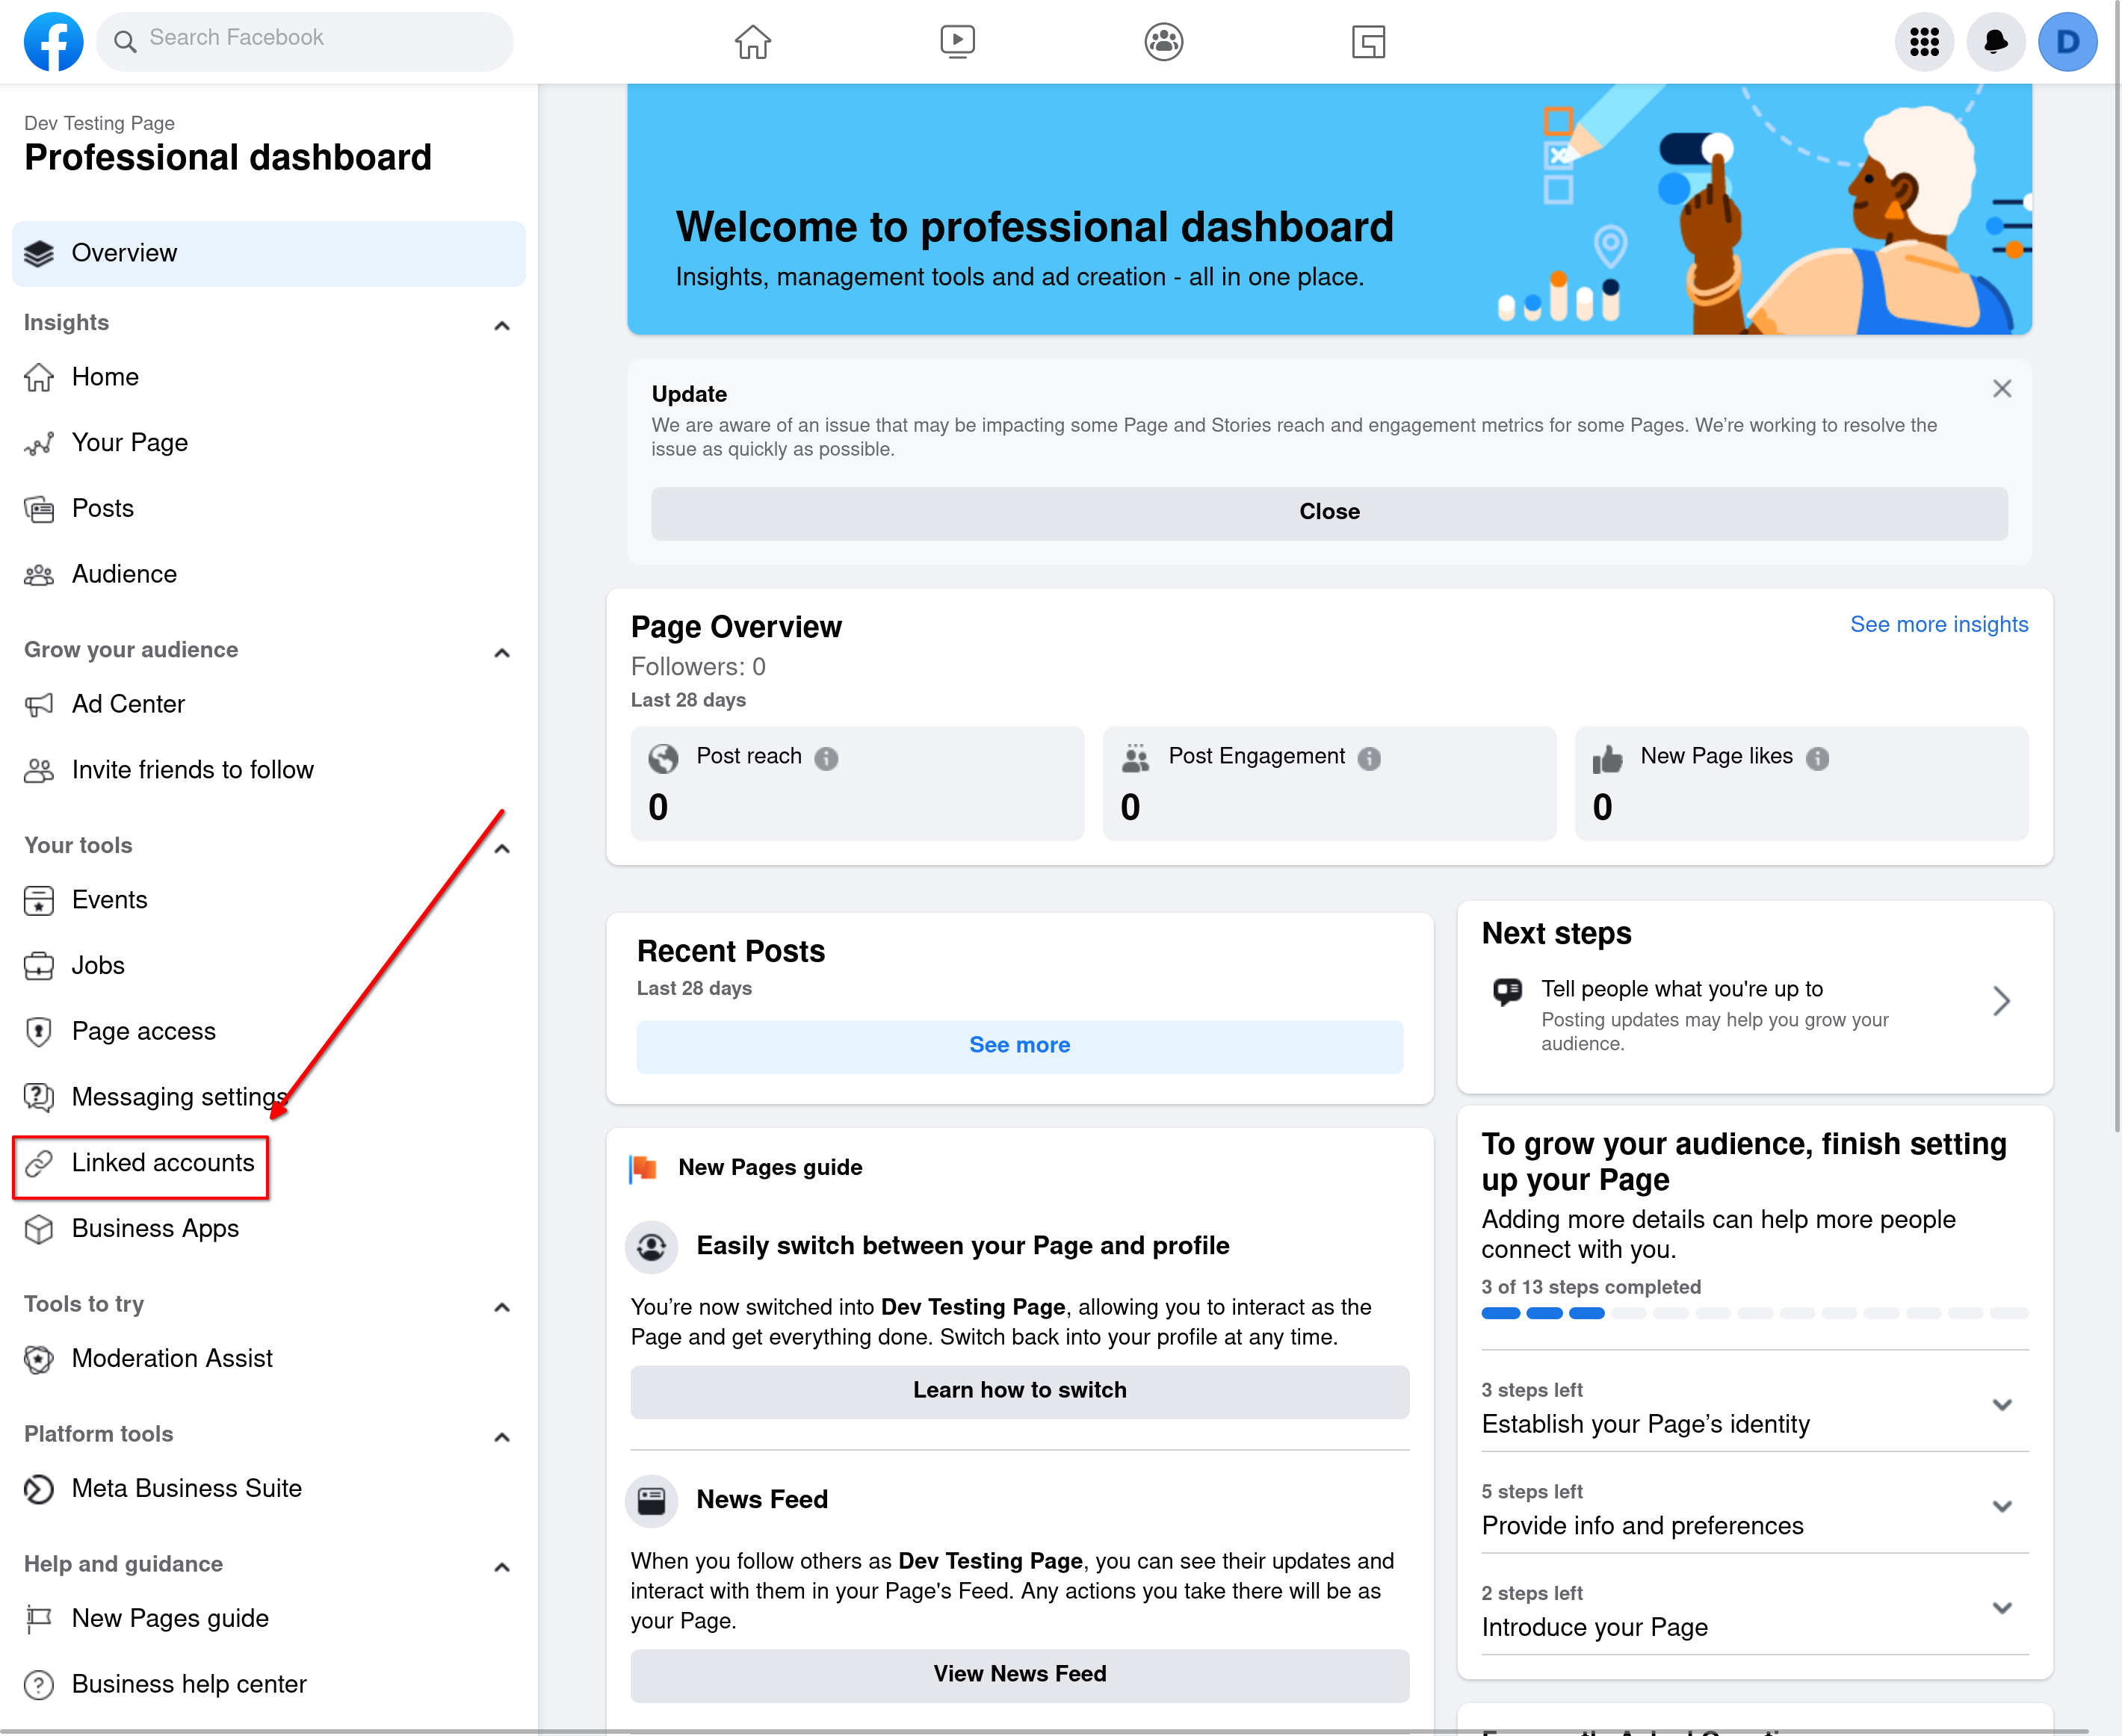 Search Facebook
D
Dev Testing Page
Professional dashboard
Overview
Insights
Home
Your Page
Posts
Audience
Grow your audience
Ad Center
Invite friends to follow
Your tools
Events
Jobs
Page access
Messaging settings
Linked accounts
Business Apps
Tools to try
Moderation Assist
Platform tools
Meta Business Suite
Help and guidance
New Pages guide
Business help center
Welcome to professional dashboard
Insights, management tools and ad creation - all in one place.
Update
We are aware of an issue that may be impacting some Page and Stories reach and engagement metrics for some Pages. We’re working to resolve the
issue as quickly as possible.
Close
Page Overview
See more insights
Followers: 0
Last 28 days
Post reach
0
Post Engagement
0
New Page likes
0
Recent Posts
Last 28 days
See more
New Pages guide
Easily switch between your Page and profile
You’re now switched into Dev Testing Page, allowing you to interact as the
Page and get everything done. Switch back into your profile at any time.
Learn how to switch
News Feed
When you follow others as Dev Testing Page, you can see their updates and
interact with them in your Page's Feed. Any actions you take there will be as
your Page.
View News Feed
Next steps
Tell people what you're up to
Posting updates may help you grow your
audience.
To grow your audience, finish setting
up your Page
Adding more details can help more people
connect with you.
3 of 13 steps completed
3 steps left
Establish your Page’s identity
5 steps left
Provide info and preferences
2 steps left
Introduce your Page